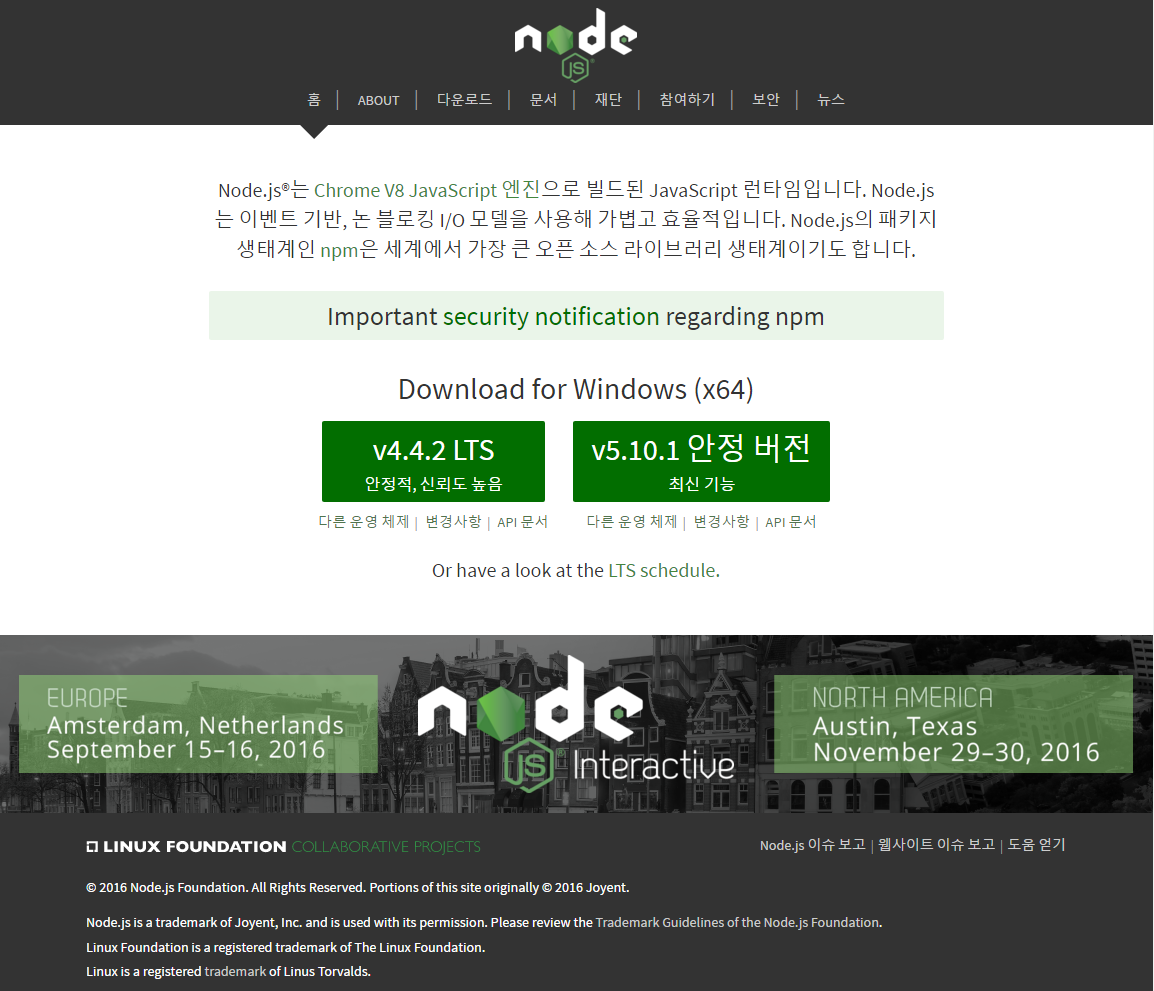 node
JS
홈 | ABOUT | 다운로드 | 문서 | 재단 | 참여하기 | 보안 | 뉴스
Node.js®는 Chrome V8 JavaScript 엔진으로 빌드된 JavaScript 런타임입니다. Node.js
는 이벤트 기반, 논 블로킹 I/O 모델을 사용해 가볍고 효율적입니다. Node.js의 패키지
생태계인 npm은 세계에서 가장 큰 오픈 소스 라이브러리 생태계이기도 합니다.
Important security notification regarding npm
Download for Windows (x64)
v4.4.2 LTS
안정적, 신뢰도 높음
v5.10.1 안정 버전
최신 기능
다른 운영 체제 | 변경사항 | API 문서
다른 운영 체제 | 변경사항 | API 문서
Or have a look at the LTS schedule.
EUROPE
Amsterdam, Netherlands
September 15–16, 2016
node
JS Interactive
NORTH AMERICA
Austin, Texas
November 29–30, 2016
LINUX FOUNDATION COLLABORATIVE PROJECTS
Node.js 이슈 보고 | 웹사이트 이슈 보고 | 도움 얻기
© 2016 Node.js Foundation. All Rights Reserved. Portions of this site originally © 2016 Joyent.
Node.js is a trademark of Joyent, Inc. and is used with its permission. Please review the Trademark Guidelines of the Node.js Foundation.
Linux Foundation is a registered trademark of The Linux Foundation.
Linux is a registered trademark of Linus Torvalds.